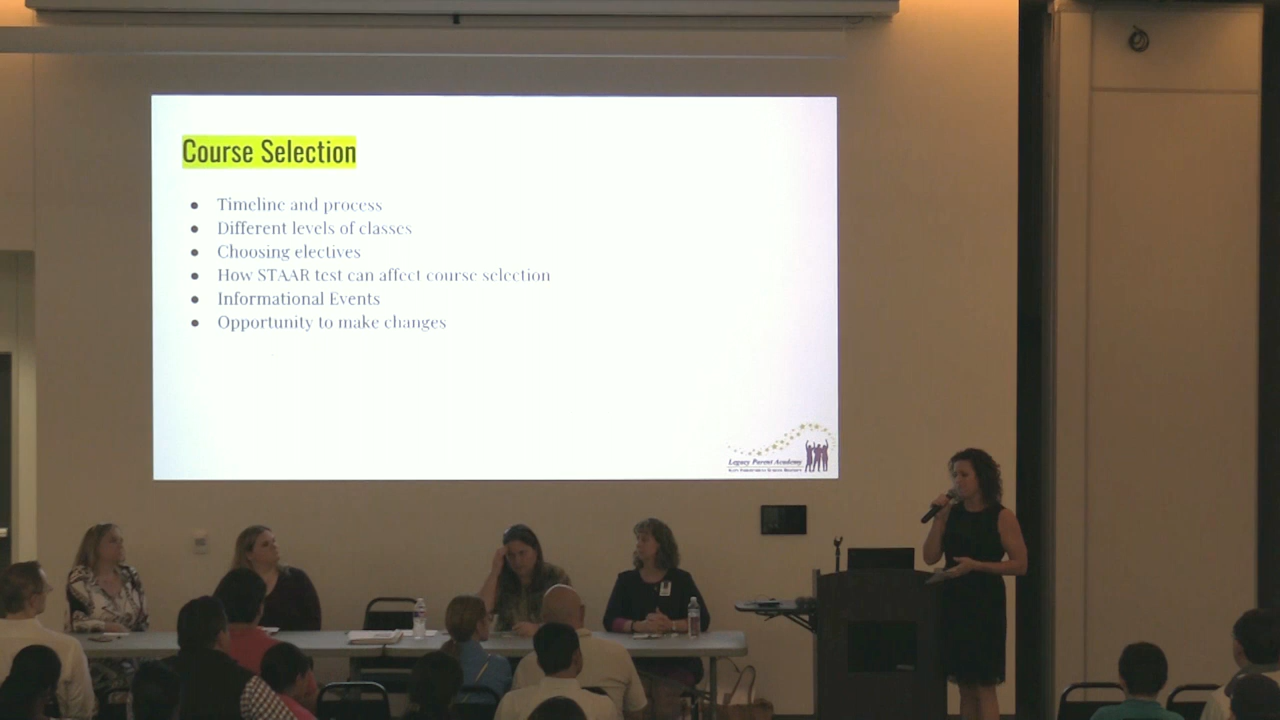 Course Selection
● Timeline and process
● Different levels of classes
● Choosing electives
● How STAAR test can affect course selection
● Informational Events
● Opportunity to make changes
Legacy Parent Academy